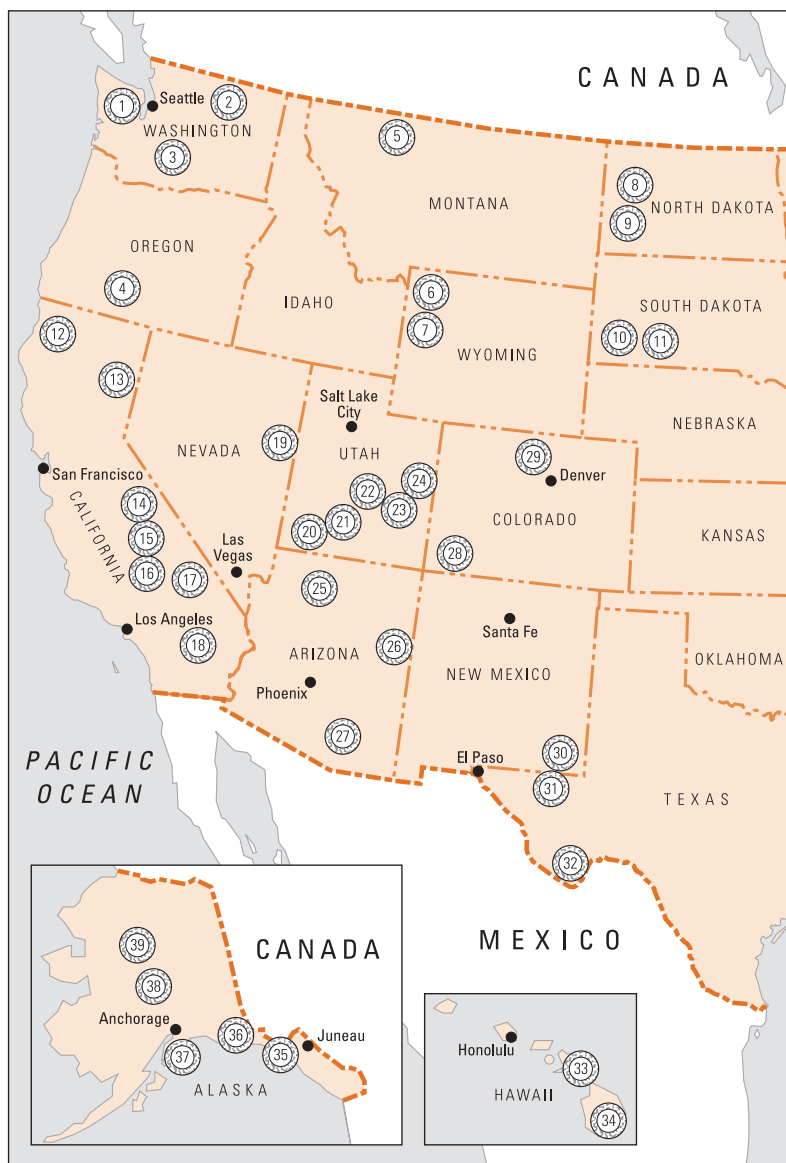 CANADA
1
Seattle
2
WASHINGTON
3
5
MONTANA
8
NORTH DAKOTA
9
OREGON
4
6
IDAHO
7
WYOMING
SOUTH DAKOTA
10
11
12
13
Salt Lake
City
NEBRASKA
NEVADA
19
UTAH
29
Denver
San Francisco
CALIFORNIA
14
15
16
17
22
24
23
20
21
COLORADO
KANSAS
28
Las
Vegas
25
Los Angeles
18
ARIZONA
26
Santa Fe
NEW MEXICO
OKLAHOMA
Phoenix
27
PACIFIC
OCEAN
El Paso
30
31
TEXAS
32
MEXICO
39
38
CANADA
Anchorage
37
36
35
Juneau
ALASKA
Honolulu
33
HAWAII
34